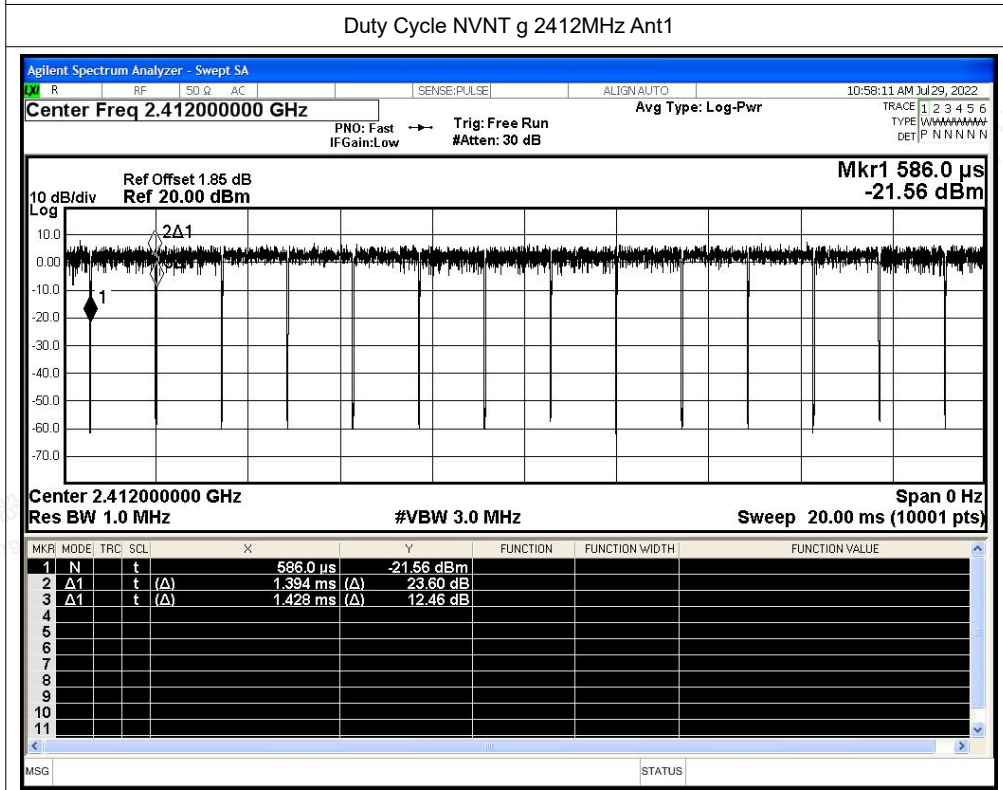 Duty Cycle NVNT g 2412MHz Ant1
Agilent Spectrum Analyzer - Swept SA
LXI R RF 50 Ω AC SENSE:PULSE ALIGN AUTO 10:58:11 AM Jul 29, 2022
Center Freq 2.412000000 GHz Avg Type: Log-Pwr TRACE 1 2 3 4 5 6
PNO: Fast Trig: Free Run TYPE WWWWWW
IFGain:Low #Atten: 30 dB DET P N N N N N
Mkr1 586.0 µs
Ref Offset 1.85 dB
10 dB/div Ref 20.00 dBm -21.56 dBm
Log
10.0
2Δ1
0.00
-10.0
1
-20.0
-30.0
-40.0
-50.0
-60.0
-70.0
Center 2.412000000 GHz Span 0 Hz
Res BW 1.0 MHz #VBW 3.0 MHz Sweep 20.00 ms (10001 pts)
MKR MODE TRC SCL X Y FUNCTION FUNCTION WIDTH FUNCTION VALUE
1 N t 586.0 µs -21.56 dBm
2 Δ1 t (Δ) 1.394 ms (Δ) 23.60 dB
3 Δ1 t (Δ) 1.428 ms (Δ) 12.46 dB
4
5
6
7
8
9
10
11
MSG STATUS